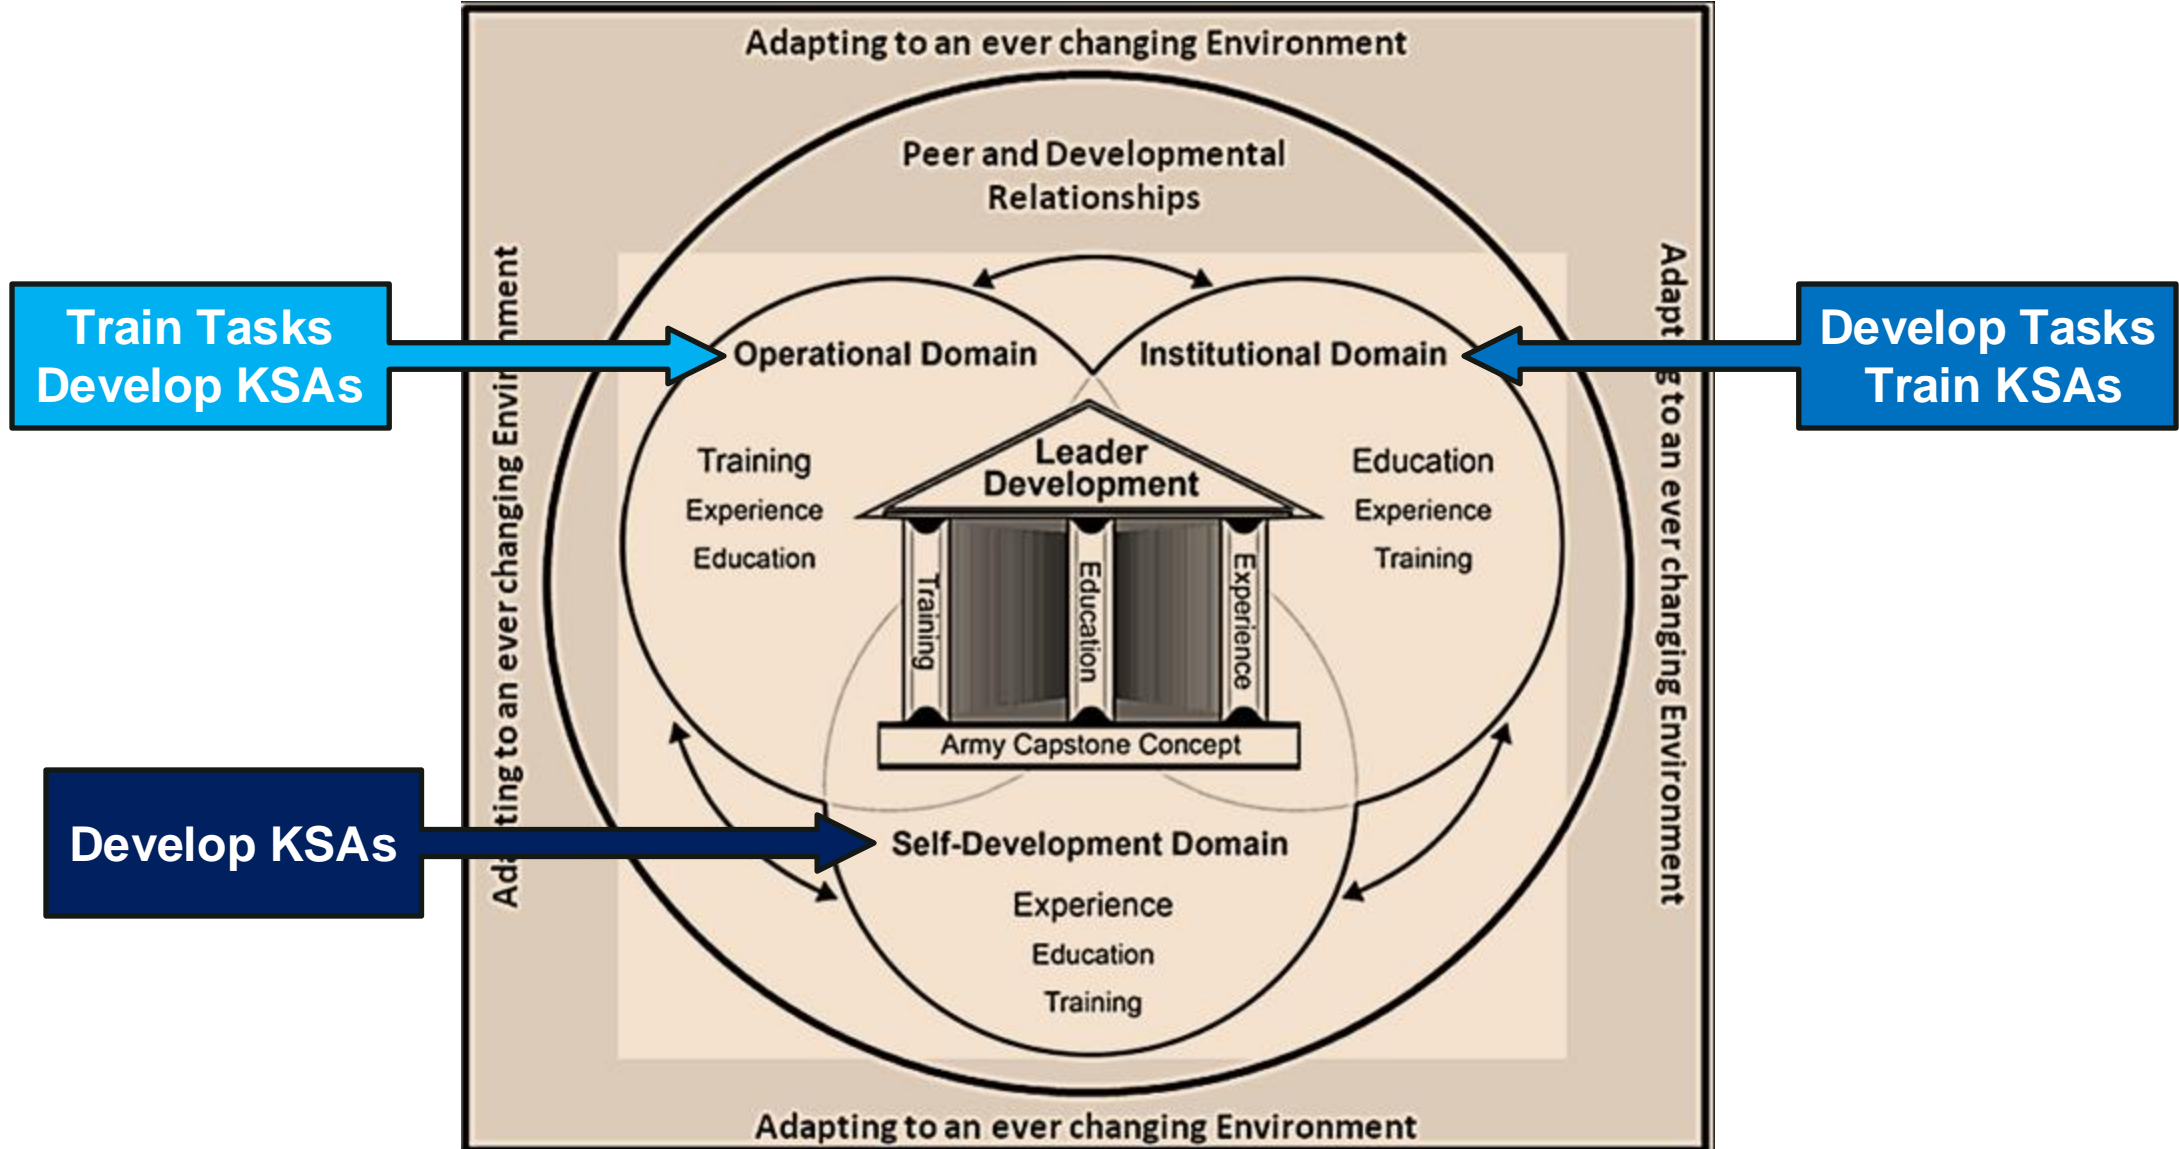 Adapting to an ever changing Environment
Peer and Developmental
Relationships
Adapting to an ever changing Environment
Adapting to an ever changing Environment
Train Tasks
Develop KSAs
Develop Tasks
Train KSAs
Operational Domain
Institutional Domain
Training
Experience
Education
Leader
Development
Education
Experience
Training
Training
Education
Experience
Army Capstone Concept
Develop KSAs
Self-Development Domain
Experience
Education
Training
Adapting to an ever changing Environment